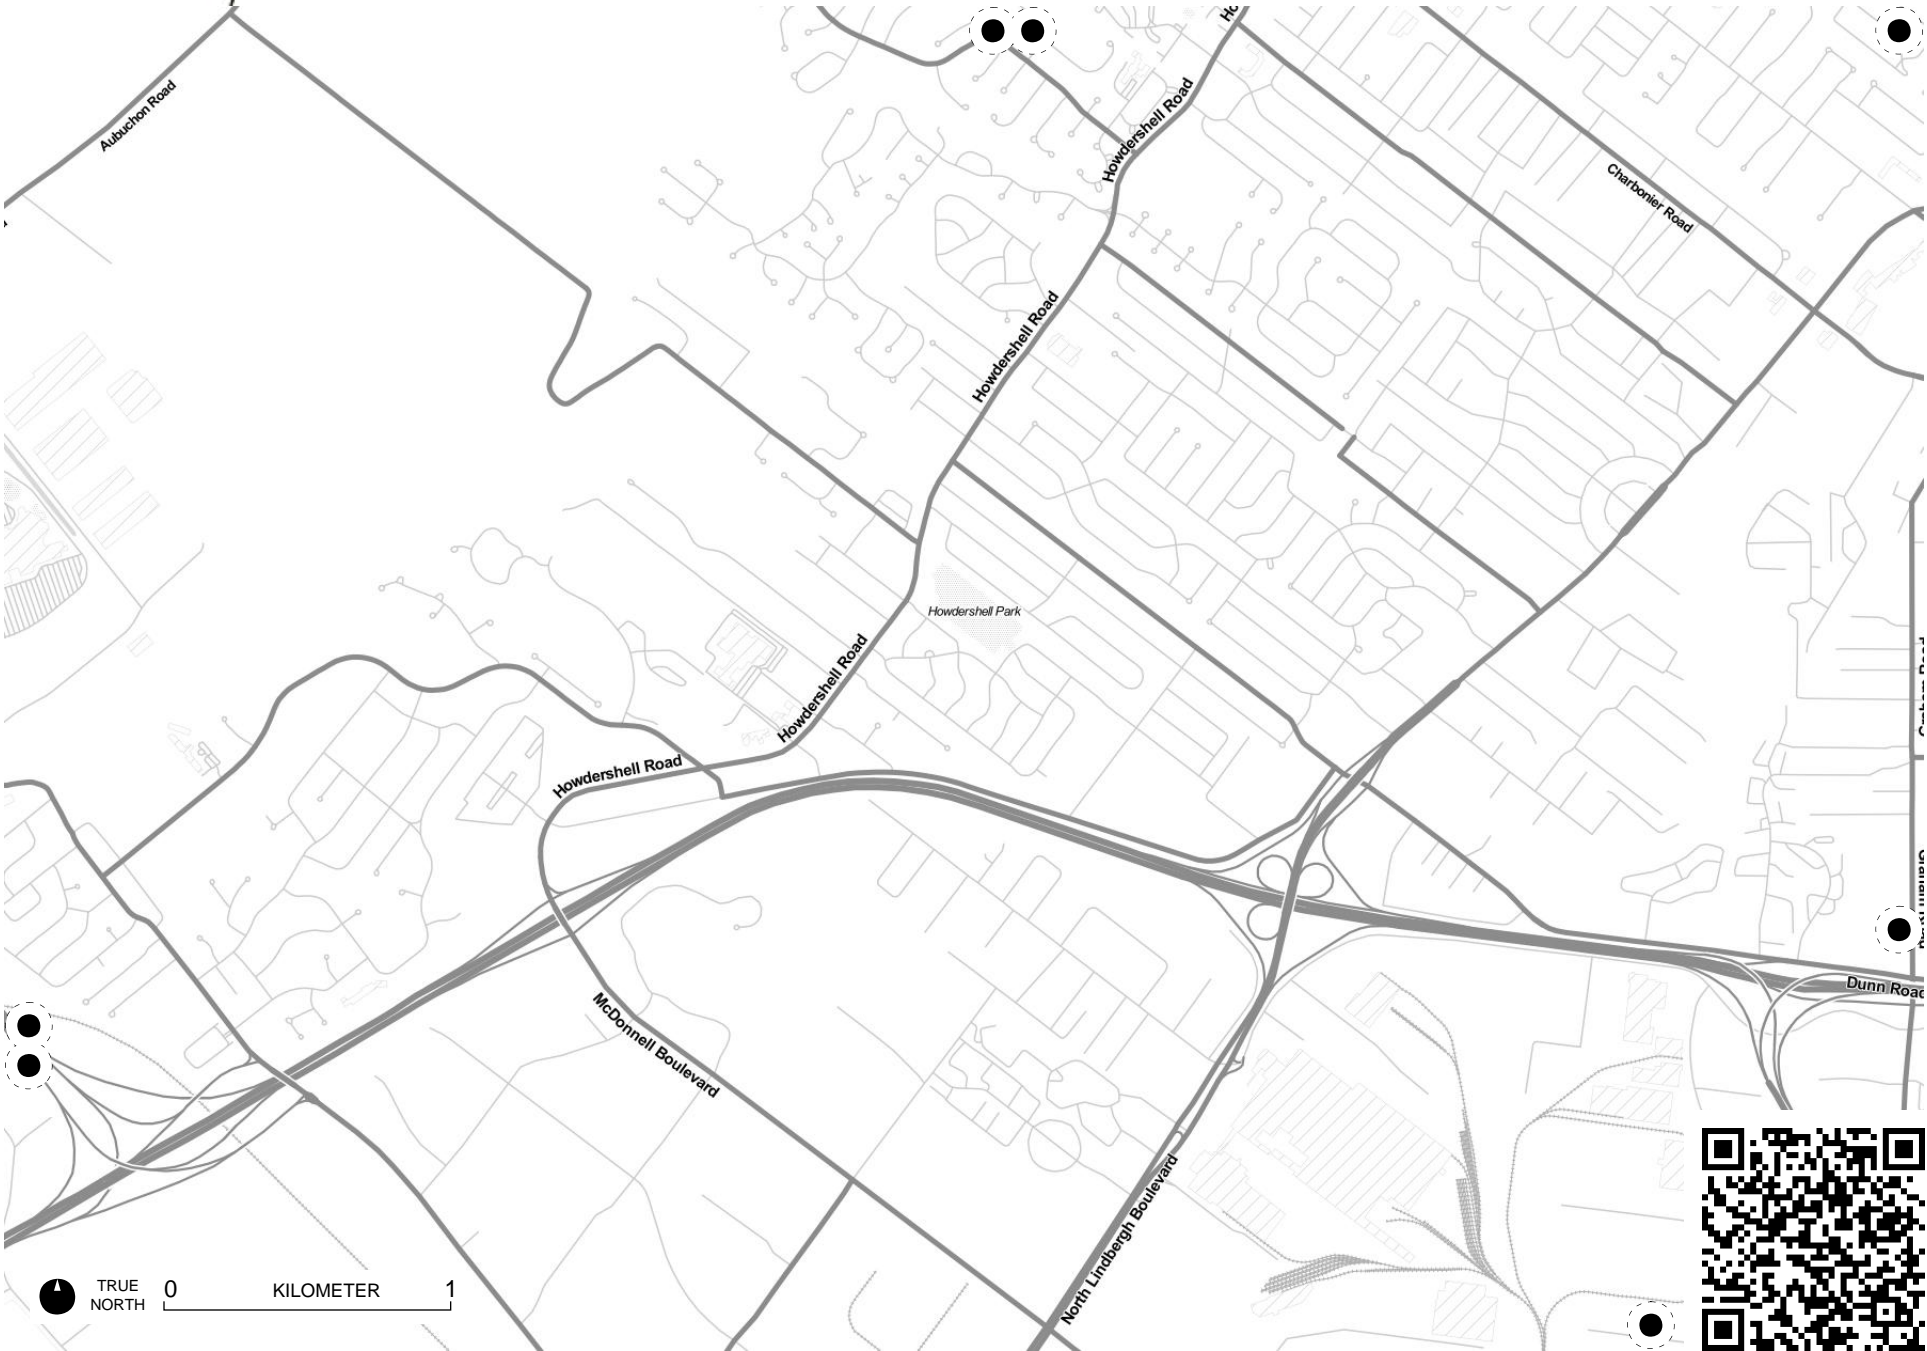 Aubuchon Road
Howdershell Road
Charbonier Road
Howdershell Road
Howdershell Park
Howdershell Road
Howdershell Road
Dunn Road
McDonnell Boulevard
North Lindbergh Boulevard
TRUE
NORTH
0 KILOMETER 1